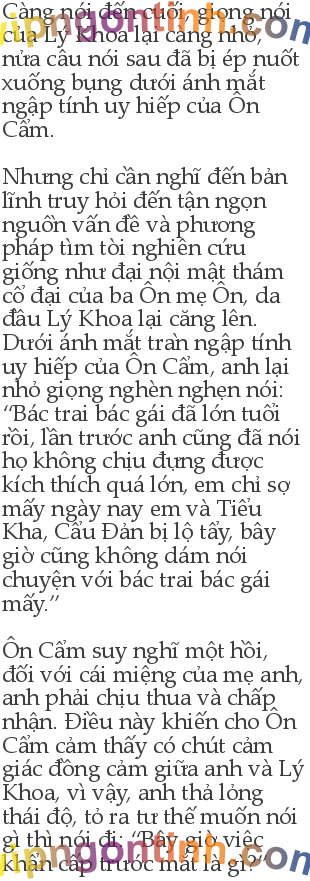 Càng nói đến cuối, giọng nói
của Lý Khoa lại càng nhỏ,
nửa câu nói sau đã bị ép nuốt
xuống bụng dưới ánh mắt
ngập tính uy hiếp của Ôn
Cẩm.
Nhưng chỉ cần nghĩ đến bản
lĩnh truy hỏi đến tận ngọn
nguồn vấn đề và phương
pháp tìm tòi nghiên cứu
giống như đại nội mật thám
cổ đại của ba Ôn mẹ Ôn, da
đầu Lý Khoa lại căng lên.
Dưới ánh mắt tràn ngập tính
uy hiếp của Ôn Cẩm, anh lại
nhỏ giọng nghèn nghẹn nói:
“Bác trai bác gái đã lớn tuổi
rồi, lần trước anh cũng đã nói
họ không chịu đựng được
kích thích quá lớn, em chỉ sợ
mấy ngày nay em và Tiểu
Kha, Cẩu Đản bị lộ tẩy, bây
giờ cũng không dám nói
chuyện với bác trai bác gái
mấy.”
Ôn Cẩm suy nghĩ một hồi,
đối với cái miệng của mẹ anh,
anh phải chịu thua và chấp
nhận. Điều này khiến cho Ôn
Cẩm cảm thấy có chút cảm
giác đồng cảm giữa anh và Lý
Khoa, vì vậy, anh thả lỏng
thái độ, tỏ ra tư thế muốn nói
gì thì nói đi: “Bây giờ việc
khẩn cấp trước mắt là gì?”
vipngontinh.com
vipngontinh.com